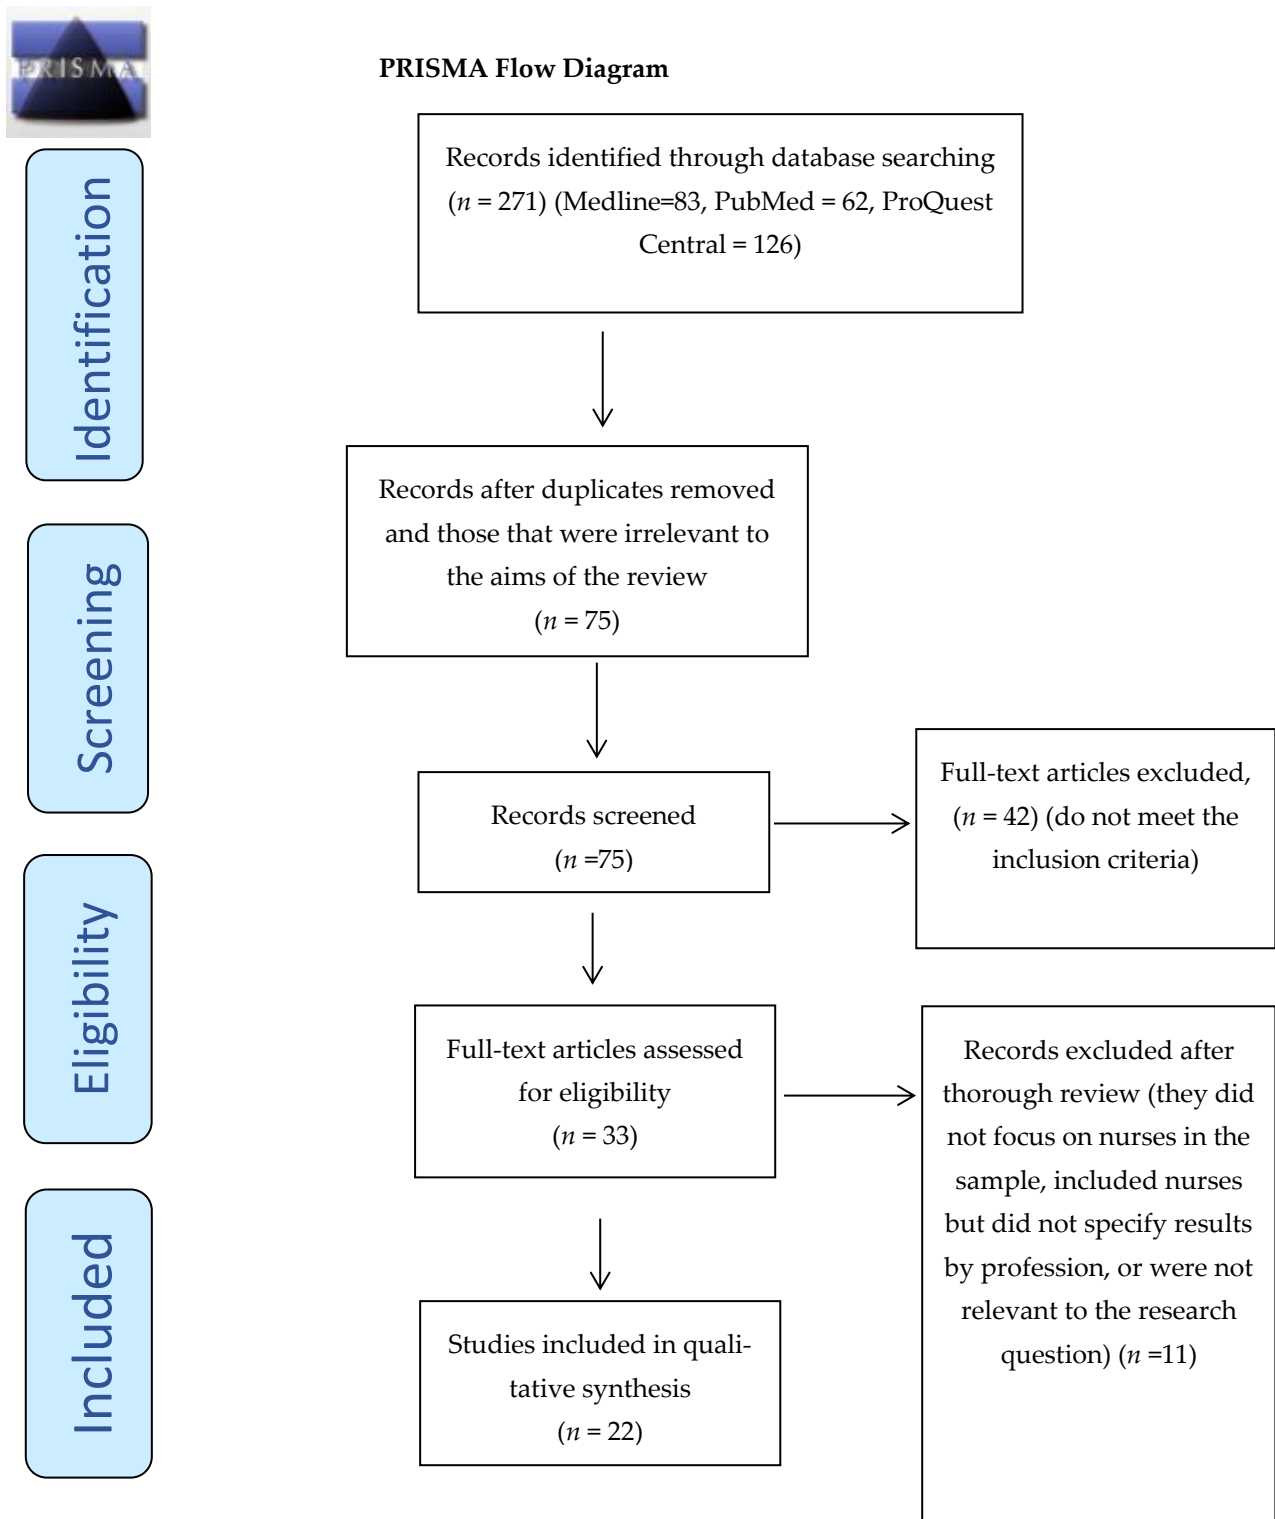 PRISMA
PRISMA Flow Diagram
Identification
Records identified through database searching
(n = 271) (Medline=83, PubMed = 62, ProQuest
Central = 126)
Records after duplicates removed
and those that were irrelevant to
the aims of the review
(n = 75)
Screening
Records screened
(n =75)
Full-text articles excluded,
(n = 42) (do not meet the
inclusion criteria)
Eligibility
Full-text articles assessed
for eligibility
(n = 33)
Records excluded after
thorough review (they did
not focus on nurses in the
sample, included nurses
but did not specify results
by profession, or were not
relevant to the research
question) (n =11)
Included
Studies included in quali-
tative synthesis
(n = 22)